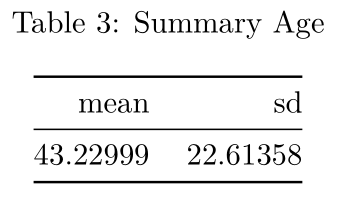 Table 3: Summary Age
mean sd
43.22999 22.61358